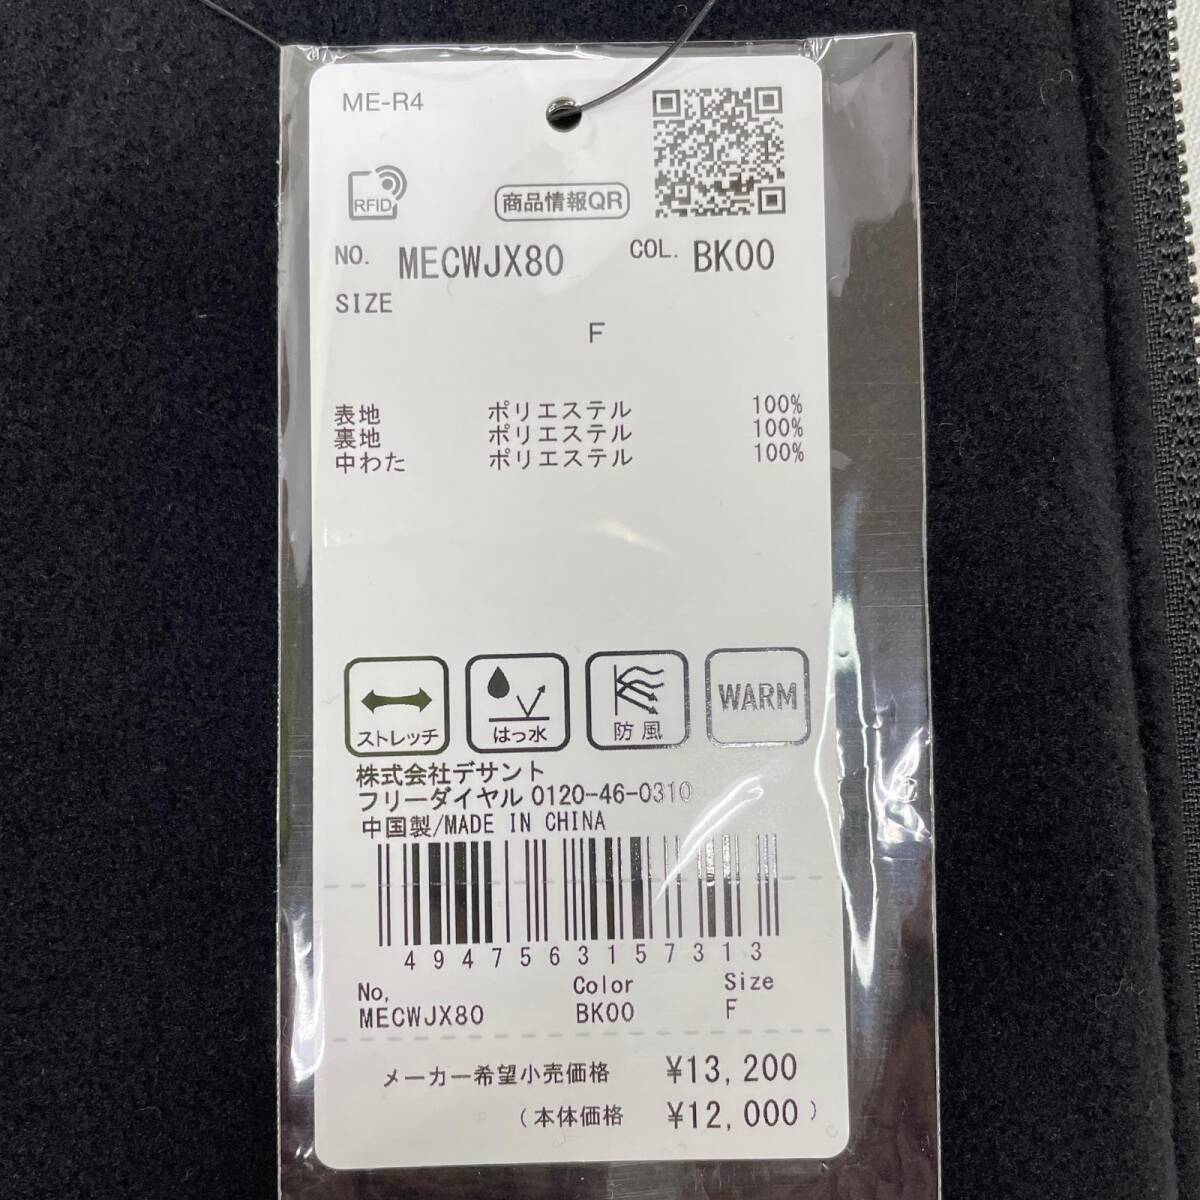 ME-R4
RFID
商品情報QR
NO. MECWJX80 COL. BK00
SIZE
F
表地 ポリエステル 100%
裏地 ポリエステル 100%
中わた ポリエステル 100%
ストレッチ はっ水 防風 WARM
株式会社デサント
フリーダイヤル 0120-46-0310
中国製/MADE IN CHINA
4947563157313
No, Color Size
MECWJX80 BK00 F
メーカー希望小売価格 ¥13,200
(本体価格 ¥12,000)